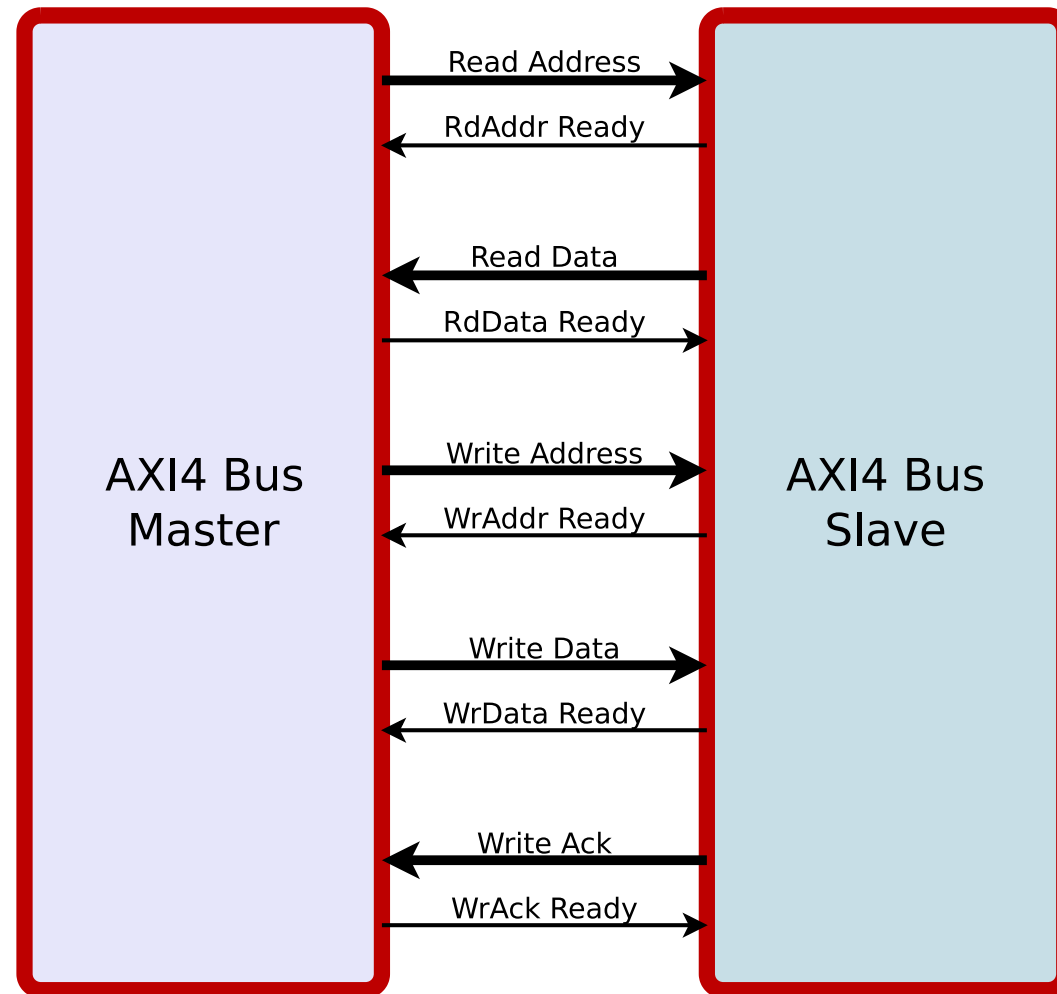 Read Address
RdAddr Ready
Read Data
RdData Ready
AXI4 Bus
Master
Write Address
WrAddr Ready
AXI4 Bus
Slave
Write Data
WrData Ready
Write Ack
WrAck Ready